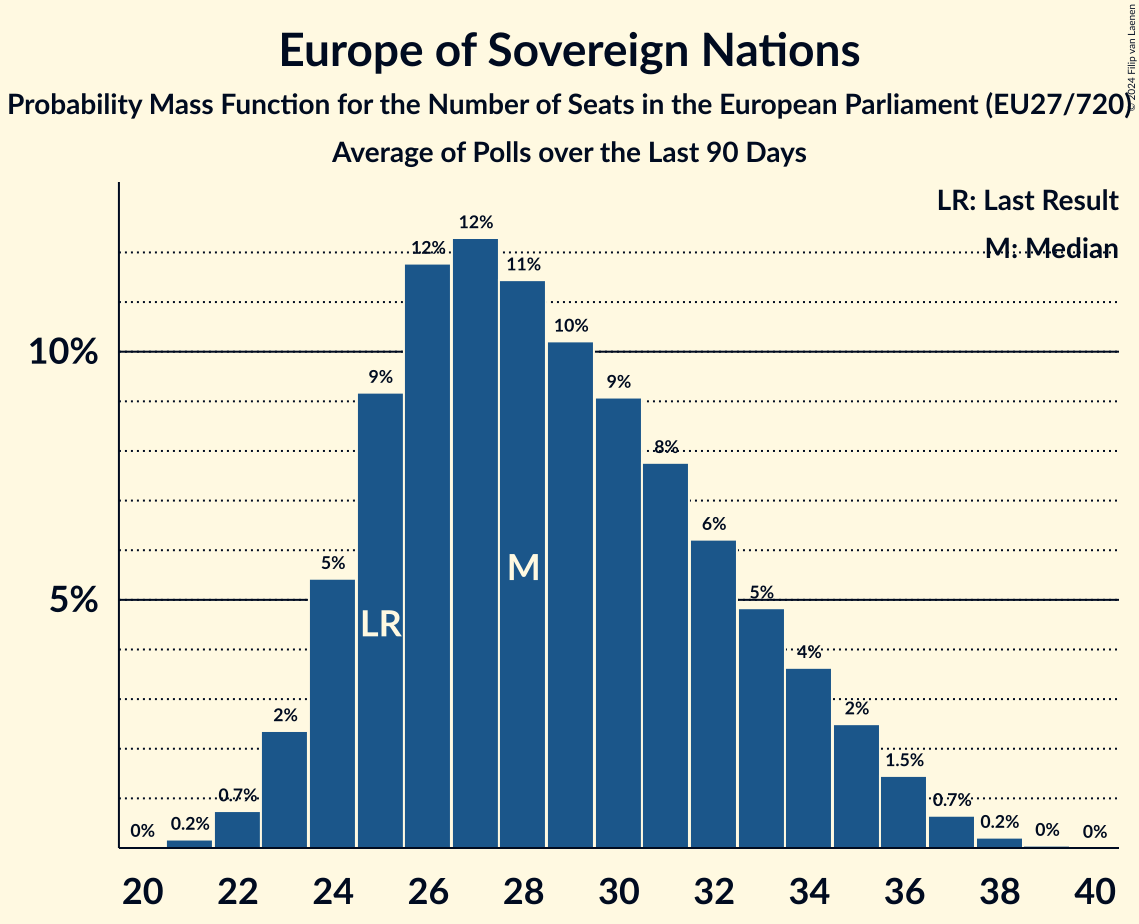 Europe of Sovereign Nations
Probability Mass Function for the Number of Seats in the European Parliament (EU27/720)
Average of Polls over the Last 90 Days
© 2024 Filip van Laenen
LR: Last Result
M: Median
10%
5%
0%
0.2%
0.7%
2%
5%
9%
12%
12%
11%
10%
9%
8%
6%
5%
4%
2%
1.5%
0.7%
0.2%
0%
0%
LR
M
20 22 24 26 28 30 32 34 36 38 40